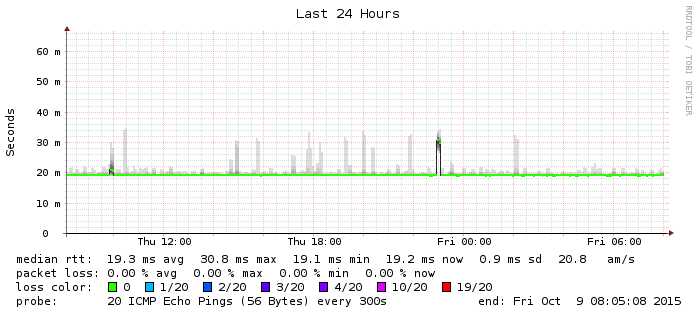 Last 24 Hours
RRDTOOL / TOBI OETIKER
Seconds
60 m
50 m
40 m
30 m
20 m
10 m
0
Thu 12:00 Thu 18:00 Fri 00:00 Fri 06:00
median rtt: 19.3 ms avg 30.8 ms max 19.1 ms min 19.2 ms now 0.9 ms sd 20.8 am/s
packet loss: 0.00 % avg 0.00 % max 0.00 % min 0.00 % now
loss color: 0 1/20 2/20 3/20 4/20 10/20 19/20
probe: 20 ICMP Echo Pings (56 Bytes) every 300s end: Fri Oct 9 08:05:08 2015